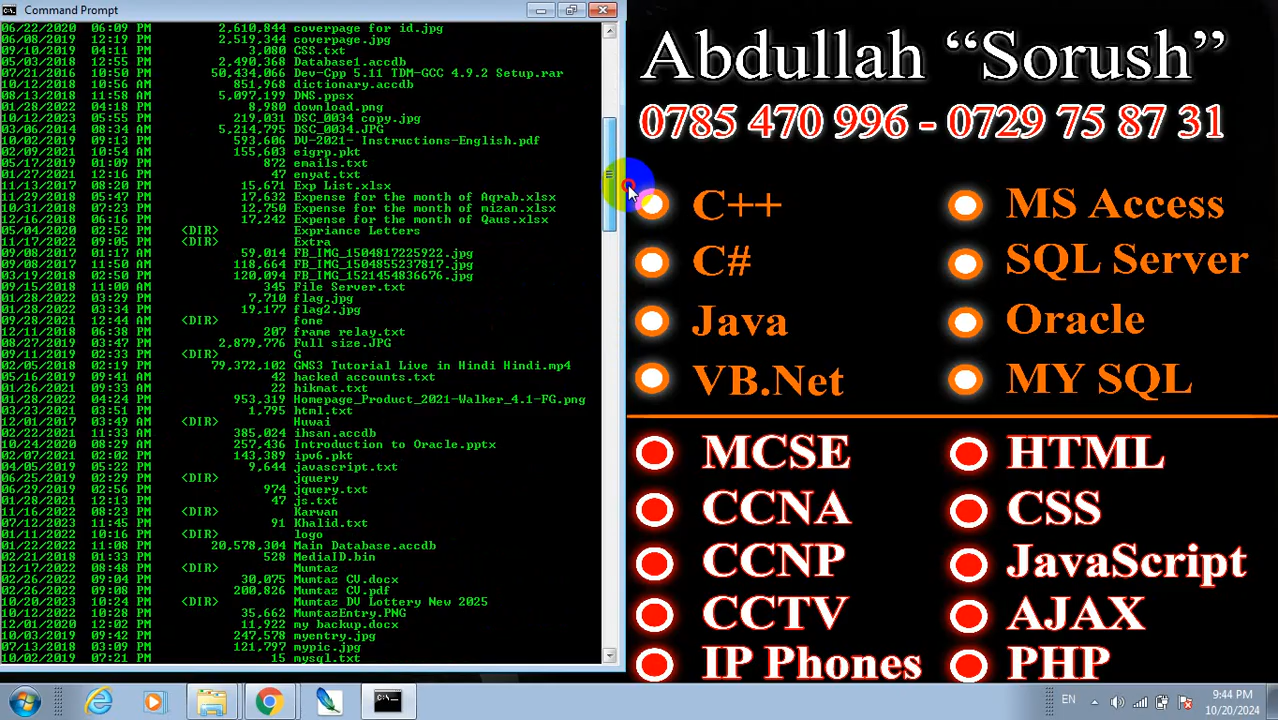 Command Prompt
06/22/2020 06:09 PM 2,610,844 coverpage for id.jpg
06/08/2019 12:19 PM 2,519,344 coverpage.jpg
09/10/2019 04:11 PM 3,080 CSS.txt
05/03/2018 12:55 PM 2,490,368 Database1.accdb
07/21/2016 10:50 PM 50,434,066 Dev-Cpp 5.11 TDM-GCC 4.9.2 Setup.rar
10/12/2018 10:56 AM 851,968 dictionary.accdb
08/13/2018 11:58 AM 5,097,199 DNS.ppsx
01/28/2022 04:18 PM 8,980 download.png
10/12/2023 05:55 PM 219,031 DSC_0034 copy.jpg
03/06/2014 08:34 AM 5,214,795 DSC_0034.JPG
10/02/2019 09:13 PM 593,606 DV-2021- Instructions-English.pdf
02/09/2021 10:54 AM 155,603 eigrp.pkt
05/17/2019 01:09 PM 872 emails.txt
01/27/2021 12:16 AM 47 enyat.txt
11/13/2017 08:20 PM 15,671 Exp List.xlsx
11/29/2018 05:47 PM 17,632 Expense for the month of Aqrab.xlsx
10/31/2018 07:23 PM 12,750 Expense for the month of mizan.xlsx
12/02/2018 06:16 AM 17,242 Expense for the month of Qaus.xlsx
05/04/2020 02:52 PM <DIR> Expriance Letters
11/17/2022 09:05 PM <DIR> Extra
09/08/2017 01:17 AM 59,014 FB_IMG_1504817225922.jpg
09/08/2017 11:50 AM 118,664 FB_IMG_1504855237817.jpg
03/19/2018 02:50 PM 120,094 FB_IMG_1521454836676.jpg
09/15/2018 11:00 AM 345 File Server.txt
01/28/2022 03:29 PM 7,710 flag.jpg
01/28/2022 03:34 PM 19,177 flag2.jpg
09/28/2021 12:44 AM <DIR> fone
12/11/2018 06:38 PM 207 frame relay.txt
08/27/2019 03:47 PM 2,879,776 Full size.JPG
09/11/2019 02:33 PM <DIR> G
02/05/2018 02:19 PM 79,372,102 GNS3 Tutorial Live in Hindi Hindi.mp4
05/16/2019 09:41 AM 42 hacked accounts.txt
01/26/2021 09:33 AM 22 hikmat.txt
01/28/2022 04:24 PM 953,319 Homepage_Product_2021-Walker_4.1-FG.png
03/23/2021 03:51 PM 1,795 html.txt
12/01/2017 03:49 AM <DIR> Huwai
02/22/2021 11:33 AM 385,024 ihsan.accdb
10/24/2020 08:29 AM 257,436 Introduction to Oracle.pptx
02/07/2021 02:02 PM 143,389 ipv6.pkt
04/05/2019 05:22 PM 9,644 javascript.txt
06/25/2019 02:29 PM <DIR> jquery
06/29/2019 02:56 PM 974 jquery.txt
01/28/2021 12:13 PM 47 js.txt
11/16/2022 08:23 PM <DIR> Karwan
07/12/2023 11:45 PM 91 Khalid.txt
01/01/2022 10:16 PM <DIR> logo
01/22/2022 11:08 PM 20,578,304 Main Database.accdb
02/21/2018 01:33 PM 528 MediaID.bin
12/17/2022 08:48 PM <DIR> Mumtaz
02/26/2022 09:04 PM 30,075 Mumtaz CV.docx
02/26/2022 09:08 PM 200,826 Mumtaz CV.pdf
10/20/2023 10:24 PM <DIR> Mumtaz DV Lottery New 2025
10/12/2022 10:28 PM 35,662 MumtazEntry.PNG
12/01/2020 12:02 PM 11,922 my backup.docx
10/03/2019 09:42 PM 247,578 myentry.jpg
07/13/2018 03:09 PM 121,797 mypic.jpg
10/02/2019 07:21 PM 15 mysql.txt
Abdullah “Sorush”
0785 470 996 - 0729 75 87 31
C++
MS Access
C#
SQL Server
Java
Oracle
VB.Net
MY SQL
MCSE
HTML
CCNA
CSS
CCNP
JavaScript
CCTV
AJAX
IP Phones
PHP
EN
9:44 PM
10/20/2024